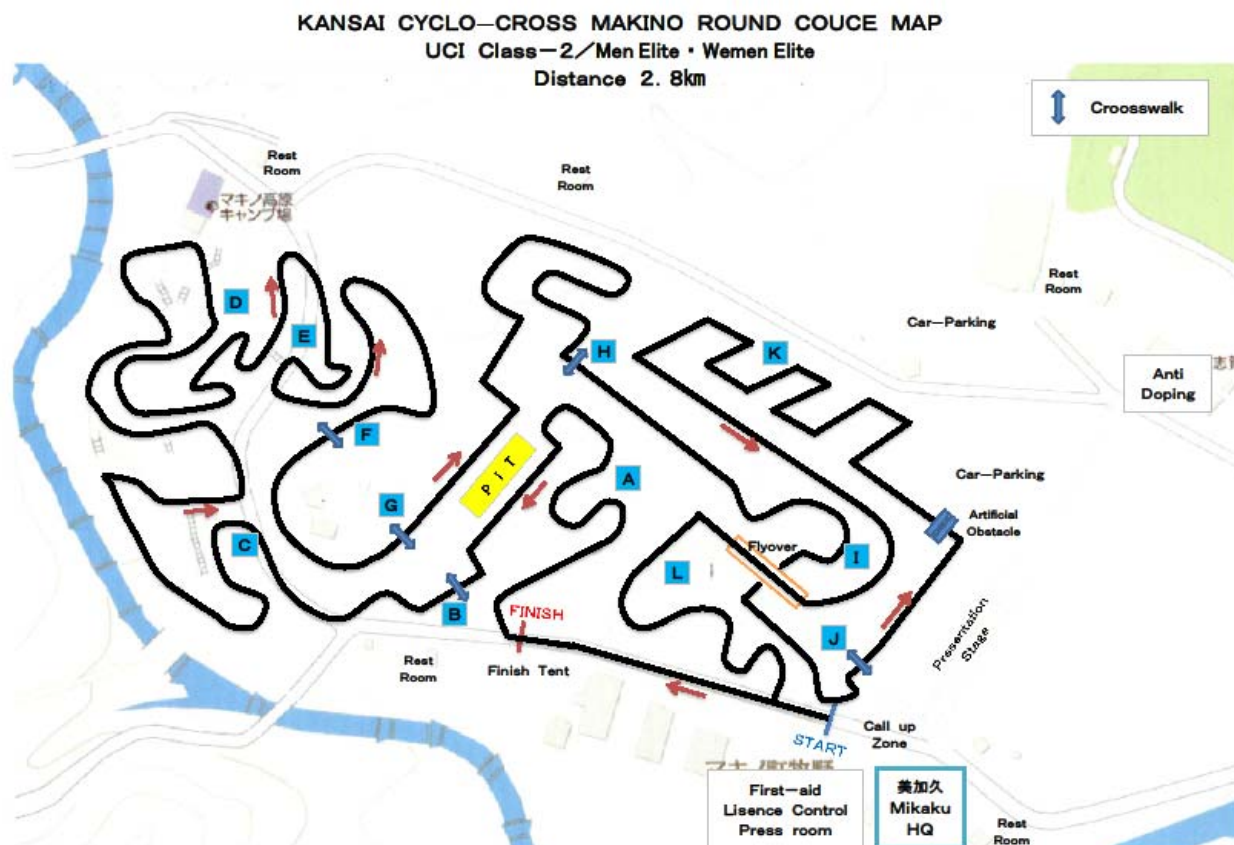 KANSAI CYCLO—CROSS MAKINO ROUND COUCE MAP
UCI Class－2／Men Elite・Wemen Elite
Distance 2.8㎞
Croosswalk
Rest
Room
Rest
Room
マキノ高原
キャンプ場
Rest
Room
D
E
H
K
Car—Parking
Anti
Doping
F
PIT
A
Car—Parking
G
Artificial
Obstacle
C
Flyover
I
L
B
FINISH
J
Presentation
Stage
Rest
Room
Finish Tent
START
Call up
Zone
First—aid
Lisence Control
Press room
美加久
Mikaku
HQ
Rest
Room